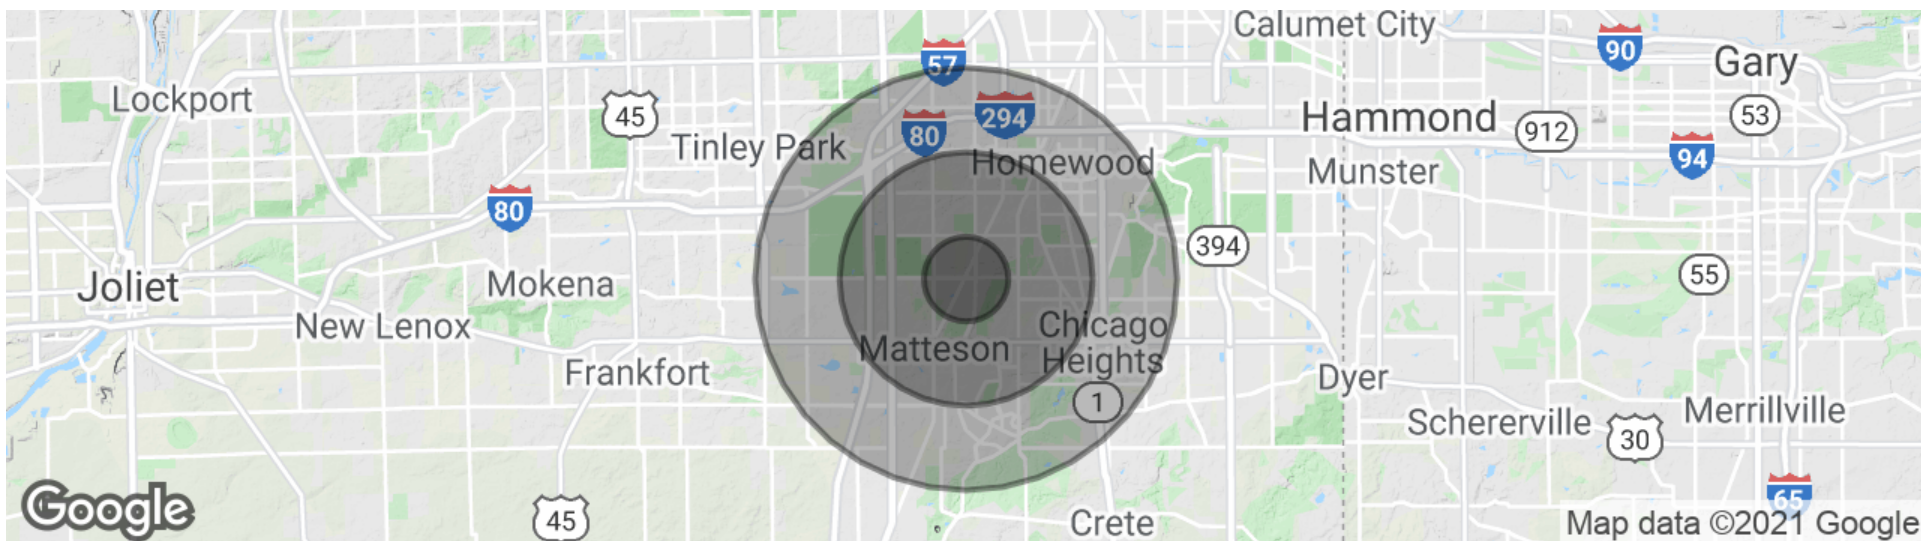 Calumet City
90
Gary
57
Lockport
45
294
53
80
Hammond
912
Tinley Park
Homewood
94
Munster
80
394
Joliet
Mokena
55
New Lenox
Chicago
Heights
Matteson
Frankfort
Dyer
1
Schererville
Merrillville
30
65
Google
45
Crete
Map data ©2021 Google